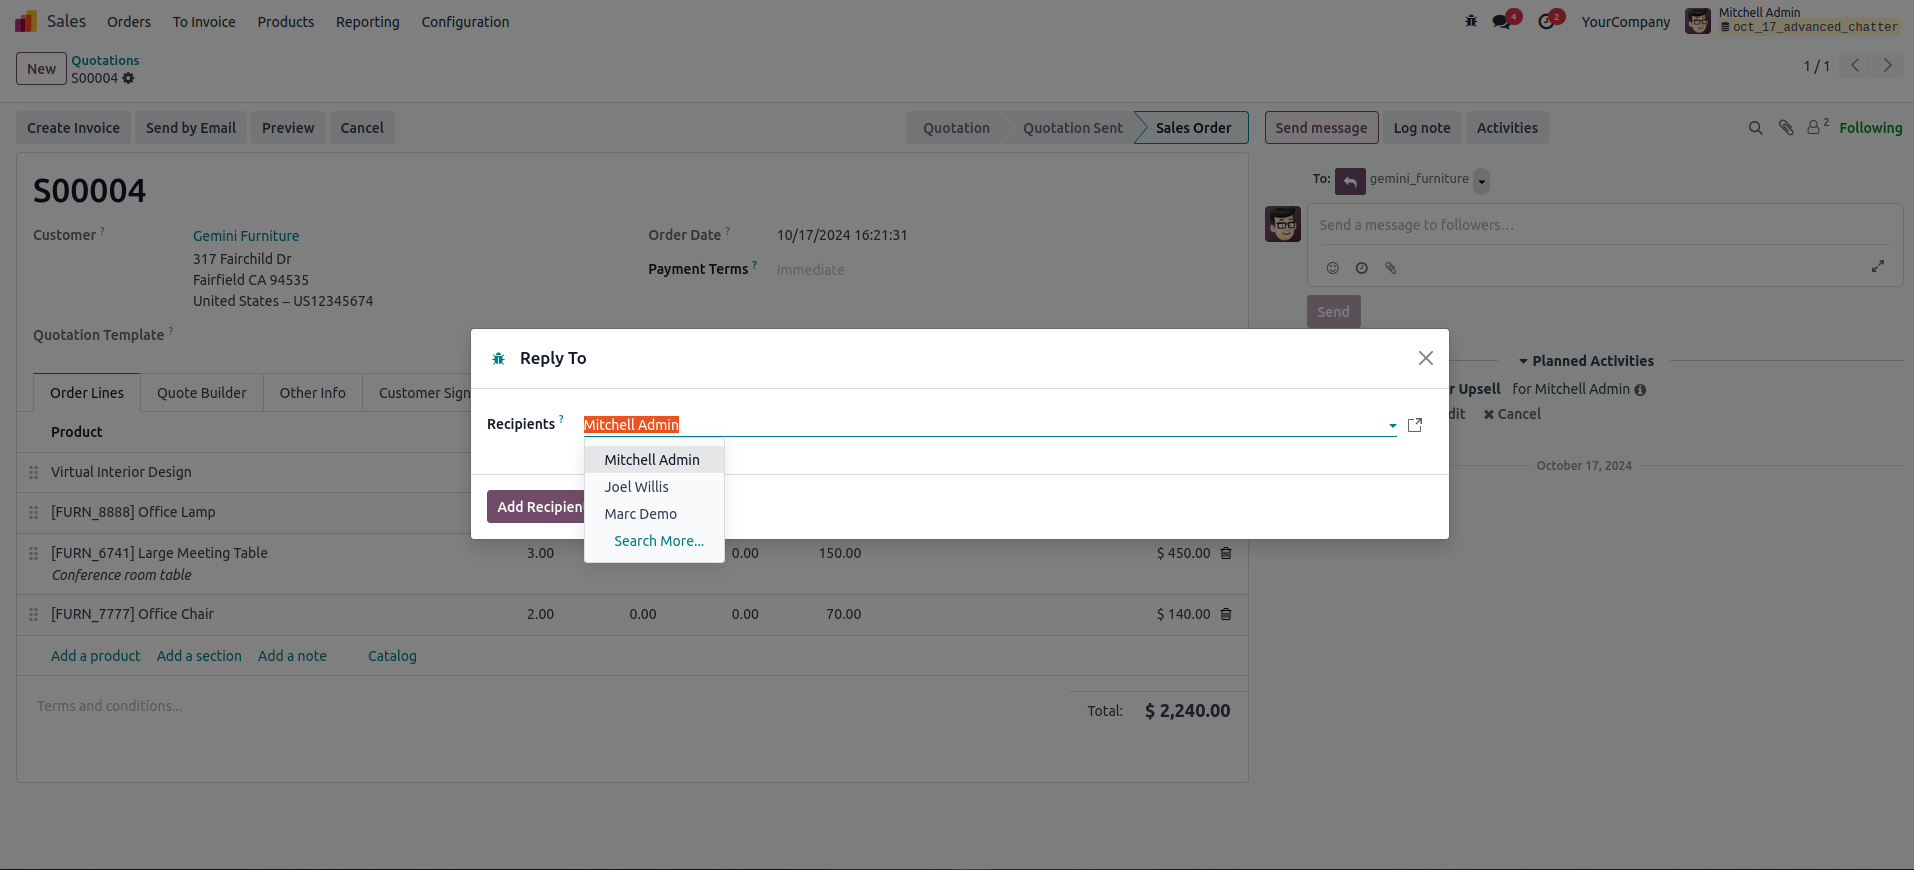 Sales Orders To Invoice Products Reporting Configuration 4 2 YourCompany Mitchell Admin
oct_17_advanced_chatter
New Quotations
S00004 1 / 1
Create Invoice Send by Email Preview Cancel Quotation Quotation Sent Sales Order Send message Log note Activities 2 Following
To: gemini_furniture
S00004
Send a message to followers...
Customer ? Gemini Furniture Order Date ? 10/17/2024 16:21:31
317 Fairchild Dr
Payment Terms ? Immediate
Fairfield CA 94535
United States – US12345674
Send
Quotation Template ?
Reply To
Planned Activities
Order Lines Quote Builder Other Info Customer Sign
r Upsell for Mitchell Admin
dit Cancel
Recipients ? Mitchell Admin
Product
Mitchell Admin
October 17, 2024
Virtual Interior Design
Joel Willis
Add Recipien
Marc Demo
[FURN_8888] Office Lamp
Search More...
[FURN_6741] Large Meeting Table 3.00 0.00 150.00 $ 450.00
Conference room table
[FURN_7777] Office Chair 2.00 0.00 0.00 70.00 $ 140.00
Add a product Add a section Add a note Catalog
Terms and conditions...
Total: $ 2,240.00